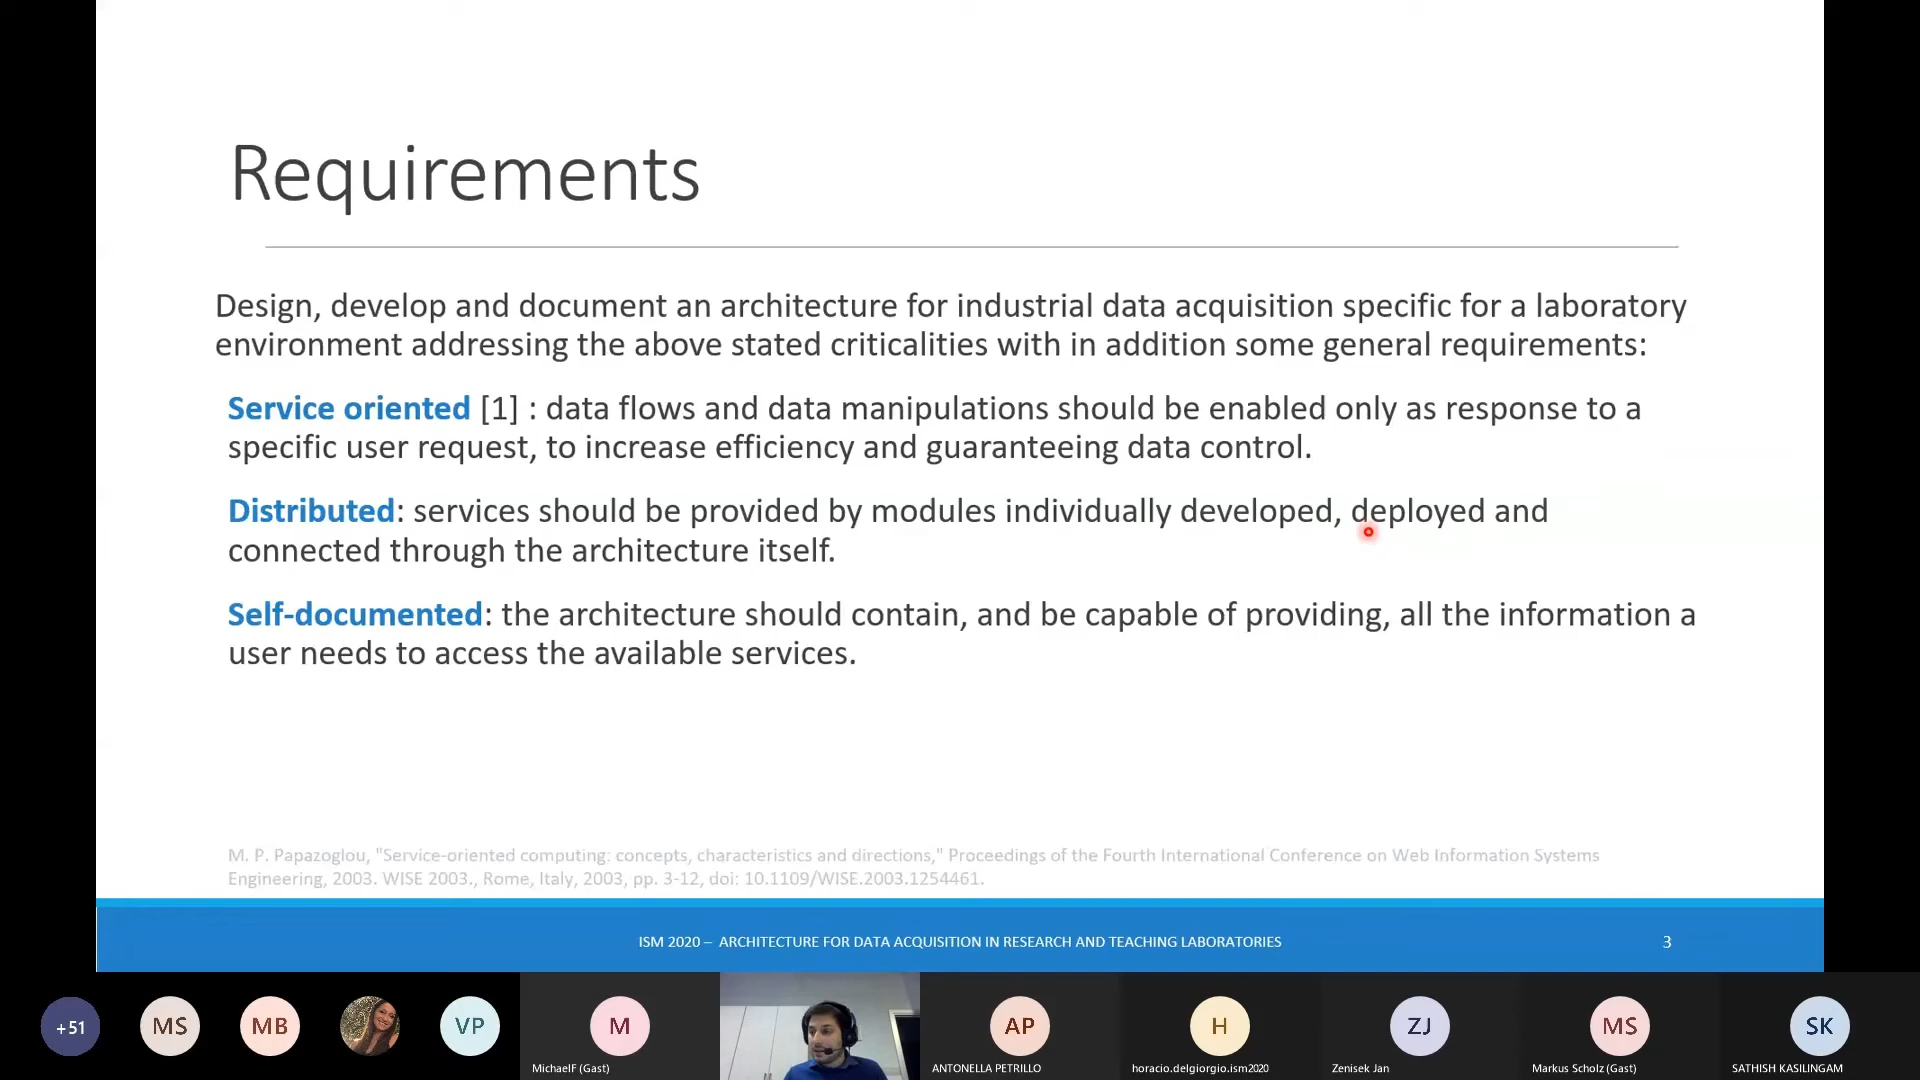 Requirements
Design, develop and document an architecture for industrial data acquisition specific for a laboratory
environment addressing the above stated criticalities with in addition some general requirements:
Service oriented [1] : data flows and data manipulations should be enabled only as response to a
specific user request, to increase efficiency and guaranteeing data control.
Distributed: services should be provided by modules individually developed, deployed and
connected through the architecture itself.
Self-documented: the architecture should contain, and be capable of providing, all the information a
user needs to access the available services.
M. P. Papazoglou, "Service-oriented computing: concepts, characteristics and directions," Proceedings of the Fourth International Conference on Web Information Systems
Engineering, 2003. WISE 2003., Rome, Italy, 2003, pp. 3-12, doi: 10.1109/WISE.2003.1254461.
ISM 2020 – ARCHITECTURE FOR DATA ACQUISITION IN RESEARCH AND TEACHING LABORATORIES
3
+51
MS
MB
VP
M
MichaelF (Gast)
AP
ANTONELLA PETRILLO
H
horacio.delgiorgio.ism2020
ZJ
Zenisek Jan
MS
Markus Scholz (Gast)
SK
SATHISH KASILINGAM